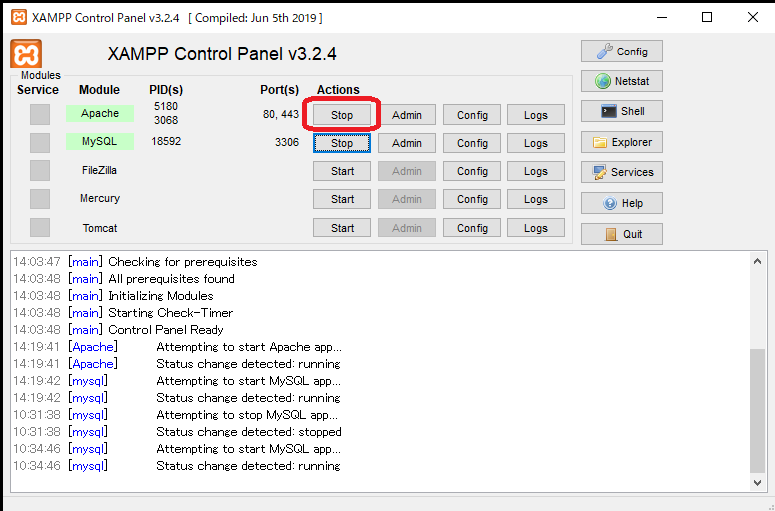 XAMPP Control Panel v3.2.4 [ Compiled: Jun 5th 2019 ]
XAMPP Control Panel v3.2.4
Config
Modules
Service Module PID(s) Port(s) Actions
Netstat
Apache 5180 3068 80, 443 Stop Admin Config Logs
Shell
MySQL 18592 3306 Stop Admin Config Logs
Explorer
FileZilla Start Admin Config Logs
Services
Mercury Start Admin Config Logs
Help
Tomcat Start Admin Config Logs
Quit
14:03:47 [main] Checking for prerequisites
14:03:48 [main] All prerequisites found
14:03:48 [main] Initializing Modules
14:03:48 [main] Starting Check-Timer
14:03:48 [main] Control Panel Ready
14:19:41 [Apache] Attempting to start Apache app...
14:19:41 [Apache] Status change detected: running
14:19:42 [mysql] Attempting to start MySQL app...
14:19:42 [mysql] Status change detected: running
10:31:38 [mysql] Attempting to stop MySQL app...
10:31:38 [mysql] Status change detected: stopped
10:34:46 [mysql] Attempting to start MySQL app...
10:34:46 [mysql] Status change detected: running